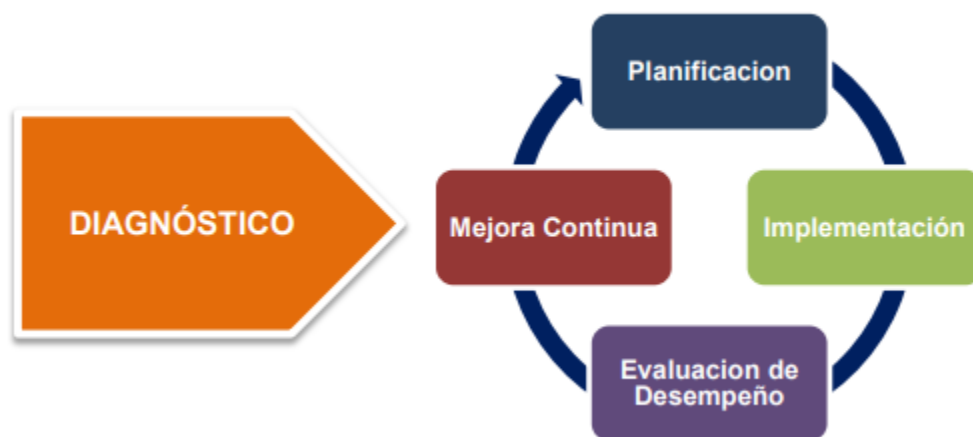 DIAGNÓSTICO
Planificacion
Mejora Continua
Implementación
Evaluacion de
Desempeño